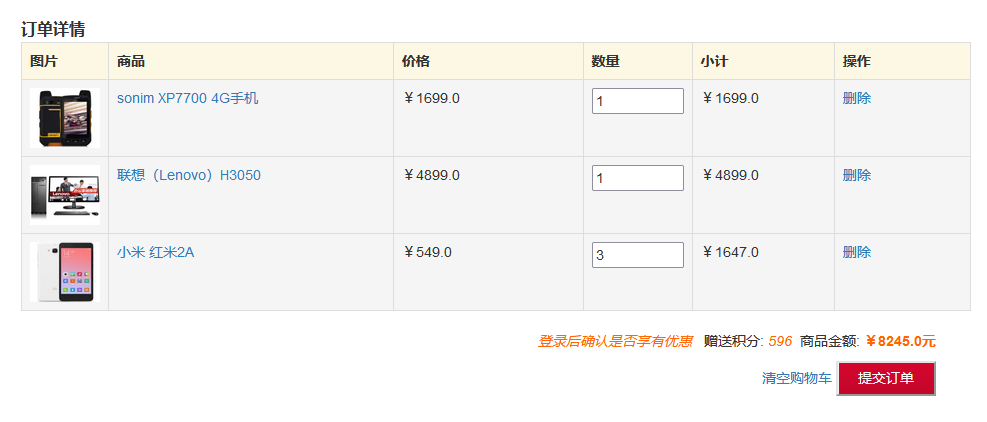 订单详情
图片 商品 价格 数量 小计 操作
sonim XP7700 4G手机 ￥1699.0 1 ￥1699.0 删除
联想（Lenovo）H3050 ￥4899.0 1 ￥4899.0 删除
Lenovo
小米 红米2A ￥549.0 3 ￥1647.0 删除
登录后确认是否享有优惠 赠送积分: 596 商品金额: ￥8245.0元
清空购物车 提交订单